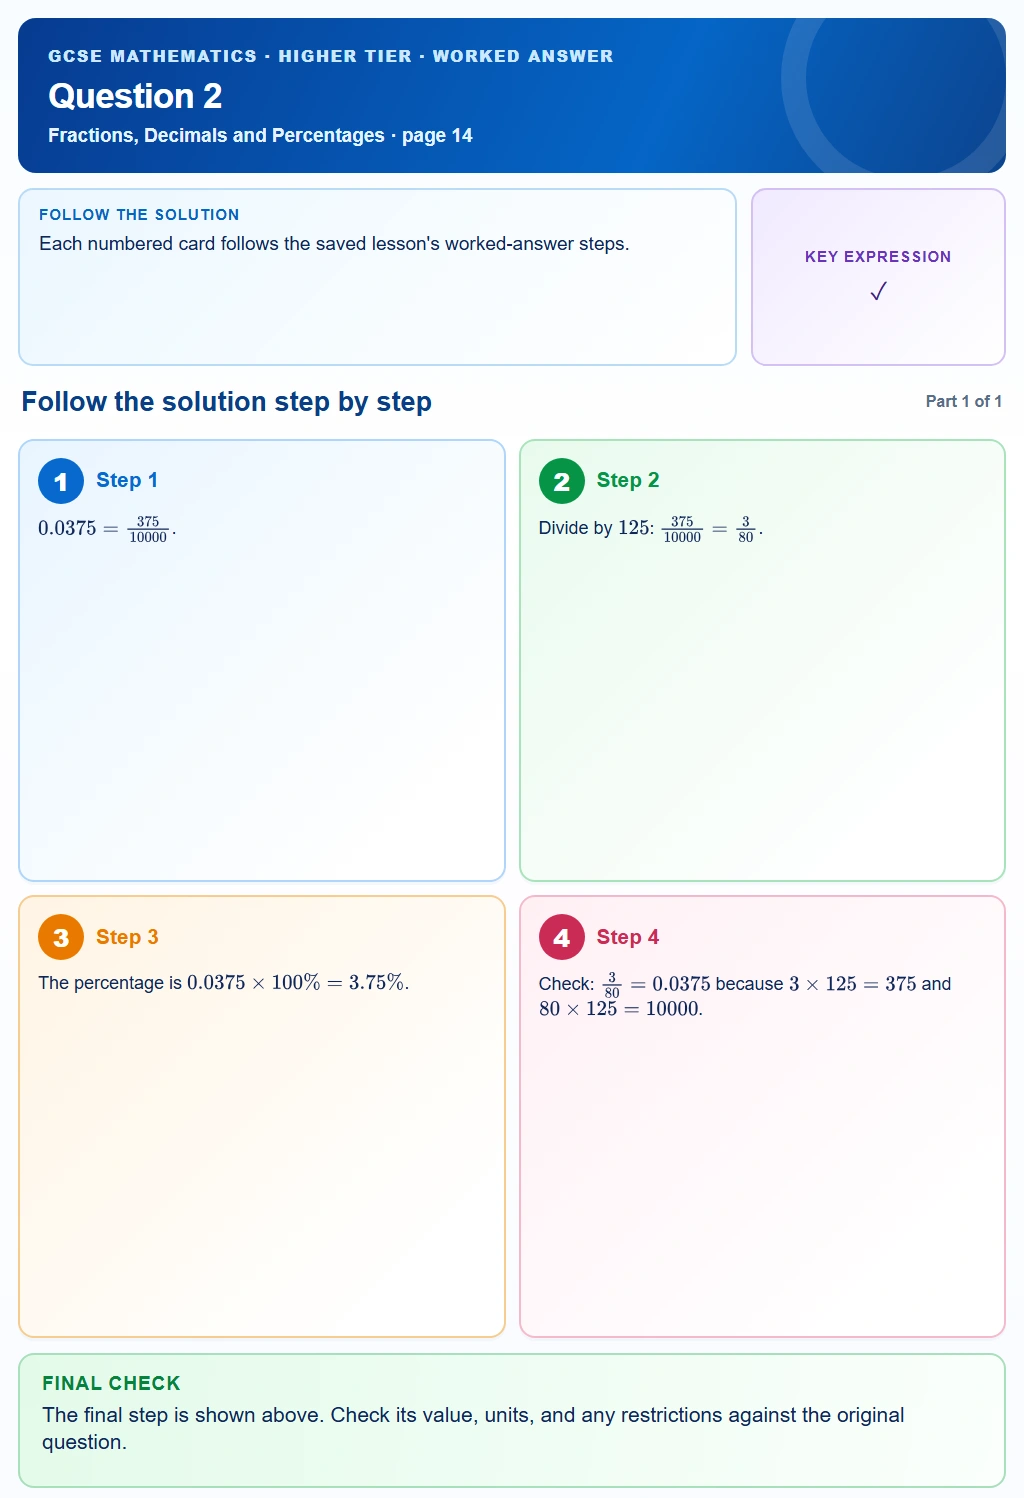 GCSE MATHEMATICS · HIGHER TIER · WORKED ANSWER
Question 2
Fractions, Decimals and Percentages · page 14
FOLLOW THE SOLUTION
Each numbered card follows the saved lesson's worked-answer steps.
KEY EXPRESSION
✓
Follow the solution step by step
Part 1 of 1
1 Step 1
0.0375 = 375/10000.
2 Step 2
Divide by 125: 375/10000 = 3/80.
3 Step 3
The percentage is 0.0375 × 100% = 3.75%.
4 Step 4
Check: 3/80 = 0.0375 because 3 × 125 = 375 and
80 × 125 = 10000.
FINAL CHECK
The final step is shown above. Check its value, units, and any restrictions against the original
question.